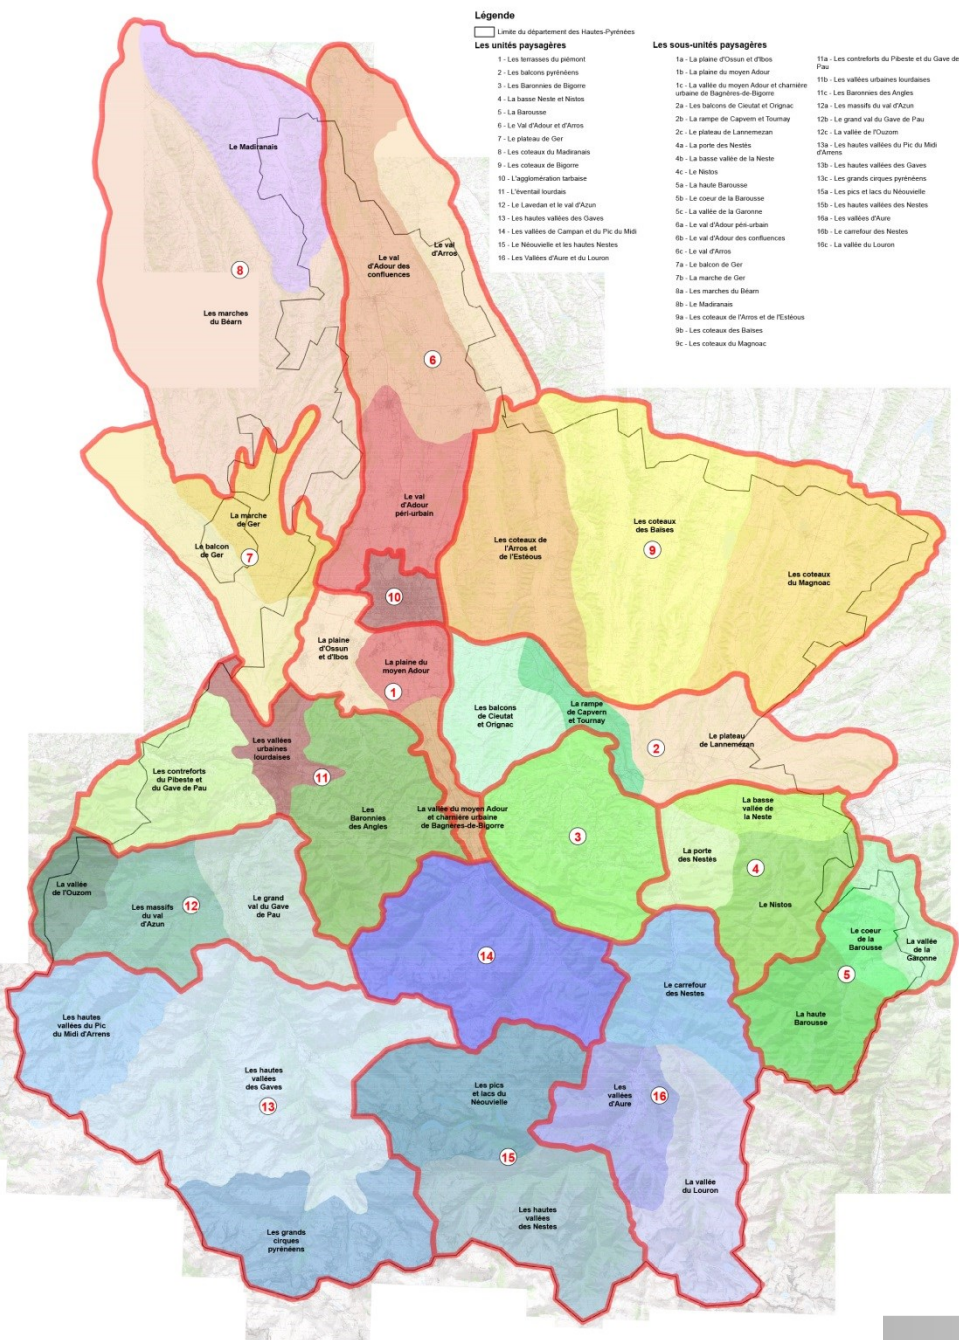 Légende
Limite du département des Hautes-Pyrénées
Les unités paysagères
1 - Les terrasses du piémont
2 - Les balcons pyrénéens
3 - Les Baronnies de Bigorre
4 - La basse Neste et Nistos
5 - La Barousse
6 - Le Val d'Adour et d'Arros
7 - Le plateau de Ger
8 - Les coteaux du Madiranais
9 - Les coteaux de Bigorre
10 - L'agglomération tarbaise
11 - L'éventail lourdais
12 - Le Lavedan et le val d'Azun
13 - Les hautes vallées des Gaves
14 - Les vallées de Campan et du Pic du Midi
15 - Le Néouvielle et les hautes Nestes
16 - Les Vallées d'Aure et du Louron
Les sous-unités paysagères
1a - La plaine d'Ossun et d'Ibos
1b - La plaine du moyen Adour
1c - La vallée du moyen Adour et charnière
urbaine de Bagnères-de-Bigorre
2a - Les balcons de Cieutat et Orignac
2b - La rampe de Capvern et Tournay
2c - Le plateau de Lannemezan
4a - La porte des Nestès
4b - La basse vallée de la Neste
4c - Le Nistos
5a - La haute Barousse
5b - Le coeur de la Barousse
5c - La vallée de la Garonne
6a - Le val d'Adour péri-urbain
6b - Le val d'Adour des confluences
6c - Le val d'Arros
7a - Le balcon de Ger
7b - La marche de Ger
8a - Les marches du Béarn
8b - Le Madiranais
9a - Les coteaux de l'Arros et de l'Estéous
9b - Les coteaux des Baïses
9c - Les coteaux du Magnoac
11a - Les contreforts du Pibeste et du Gave de
Pau
11b - Les vallées urbaines lourdaises
11c - Les Baronnies des Angles
12a - Les massifs du val d'Azun
12b - Le grand val du Gave de Pau
12c - La vallée de l'Ouzom
13a - Les hautes vallées du Pic du Midi
d'Arrens
13b - Les hautes vallées des Gaves
13c - Les grands cirques pyrénéens
15a - Les pics et lacs du Néouvielle
15b - Les hautes vallées des Nestes
16a - Les vallées d'Aure
16b - Le carrefour des Nestes
16c - La vallée du Louron
Le Madiranais
8
Les marches
du Béarn
Le val
d'Adour des
confluences
Le val
d'Arros
6
Le val
d'Adour
péri-urbain
La marche
de Ger
Le balcon
de Ger
7
Les coteaux de
l'Arros et
de l'Estéous
Les coteaux
des Baïses
9
Les coteaux
du Magnoac
10
La plaine
d'Ossun
et d'Ibos
La plaine du
moyen Adour
1
Les balcons
de Cieutat et
Orignac
La rampe
de Capvern
et Tournay
2
Le plateau
de Lannemezan
Les vallées
urbaines
lourdaises
11
Les contreforts
du Pibeste et
du Gave de Pau
Les
Baronnies
des Angles
La vallée du moyen Adour
et charnière urbaine
de Bagnères-de-Bigorre
3
La basse
vallée de
la Neste
La porte
des Nestès
4
Le Nistos
La vallée
de l'Ouzom
Les massifs
du val
d'Azun
12
Le grand
val du Gave
de Pau
14
Le coeur
de la
Barousse
La vallée
de la
Garonne
5
La haute
Barousse
Le carrefour
des Nestes
Les hautes
vallées du Pic
du Midi d'Arrens
Les hautes
vallées
des Gaves
13
Les pics
et lacs du
Néouvielle
15
Les
vallées
d'Aure
16
La vallée
du Louron
Les hautes
vallées
des Nestes
Les grands
cirques
pyrénéens